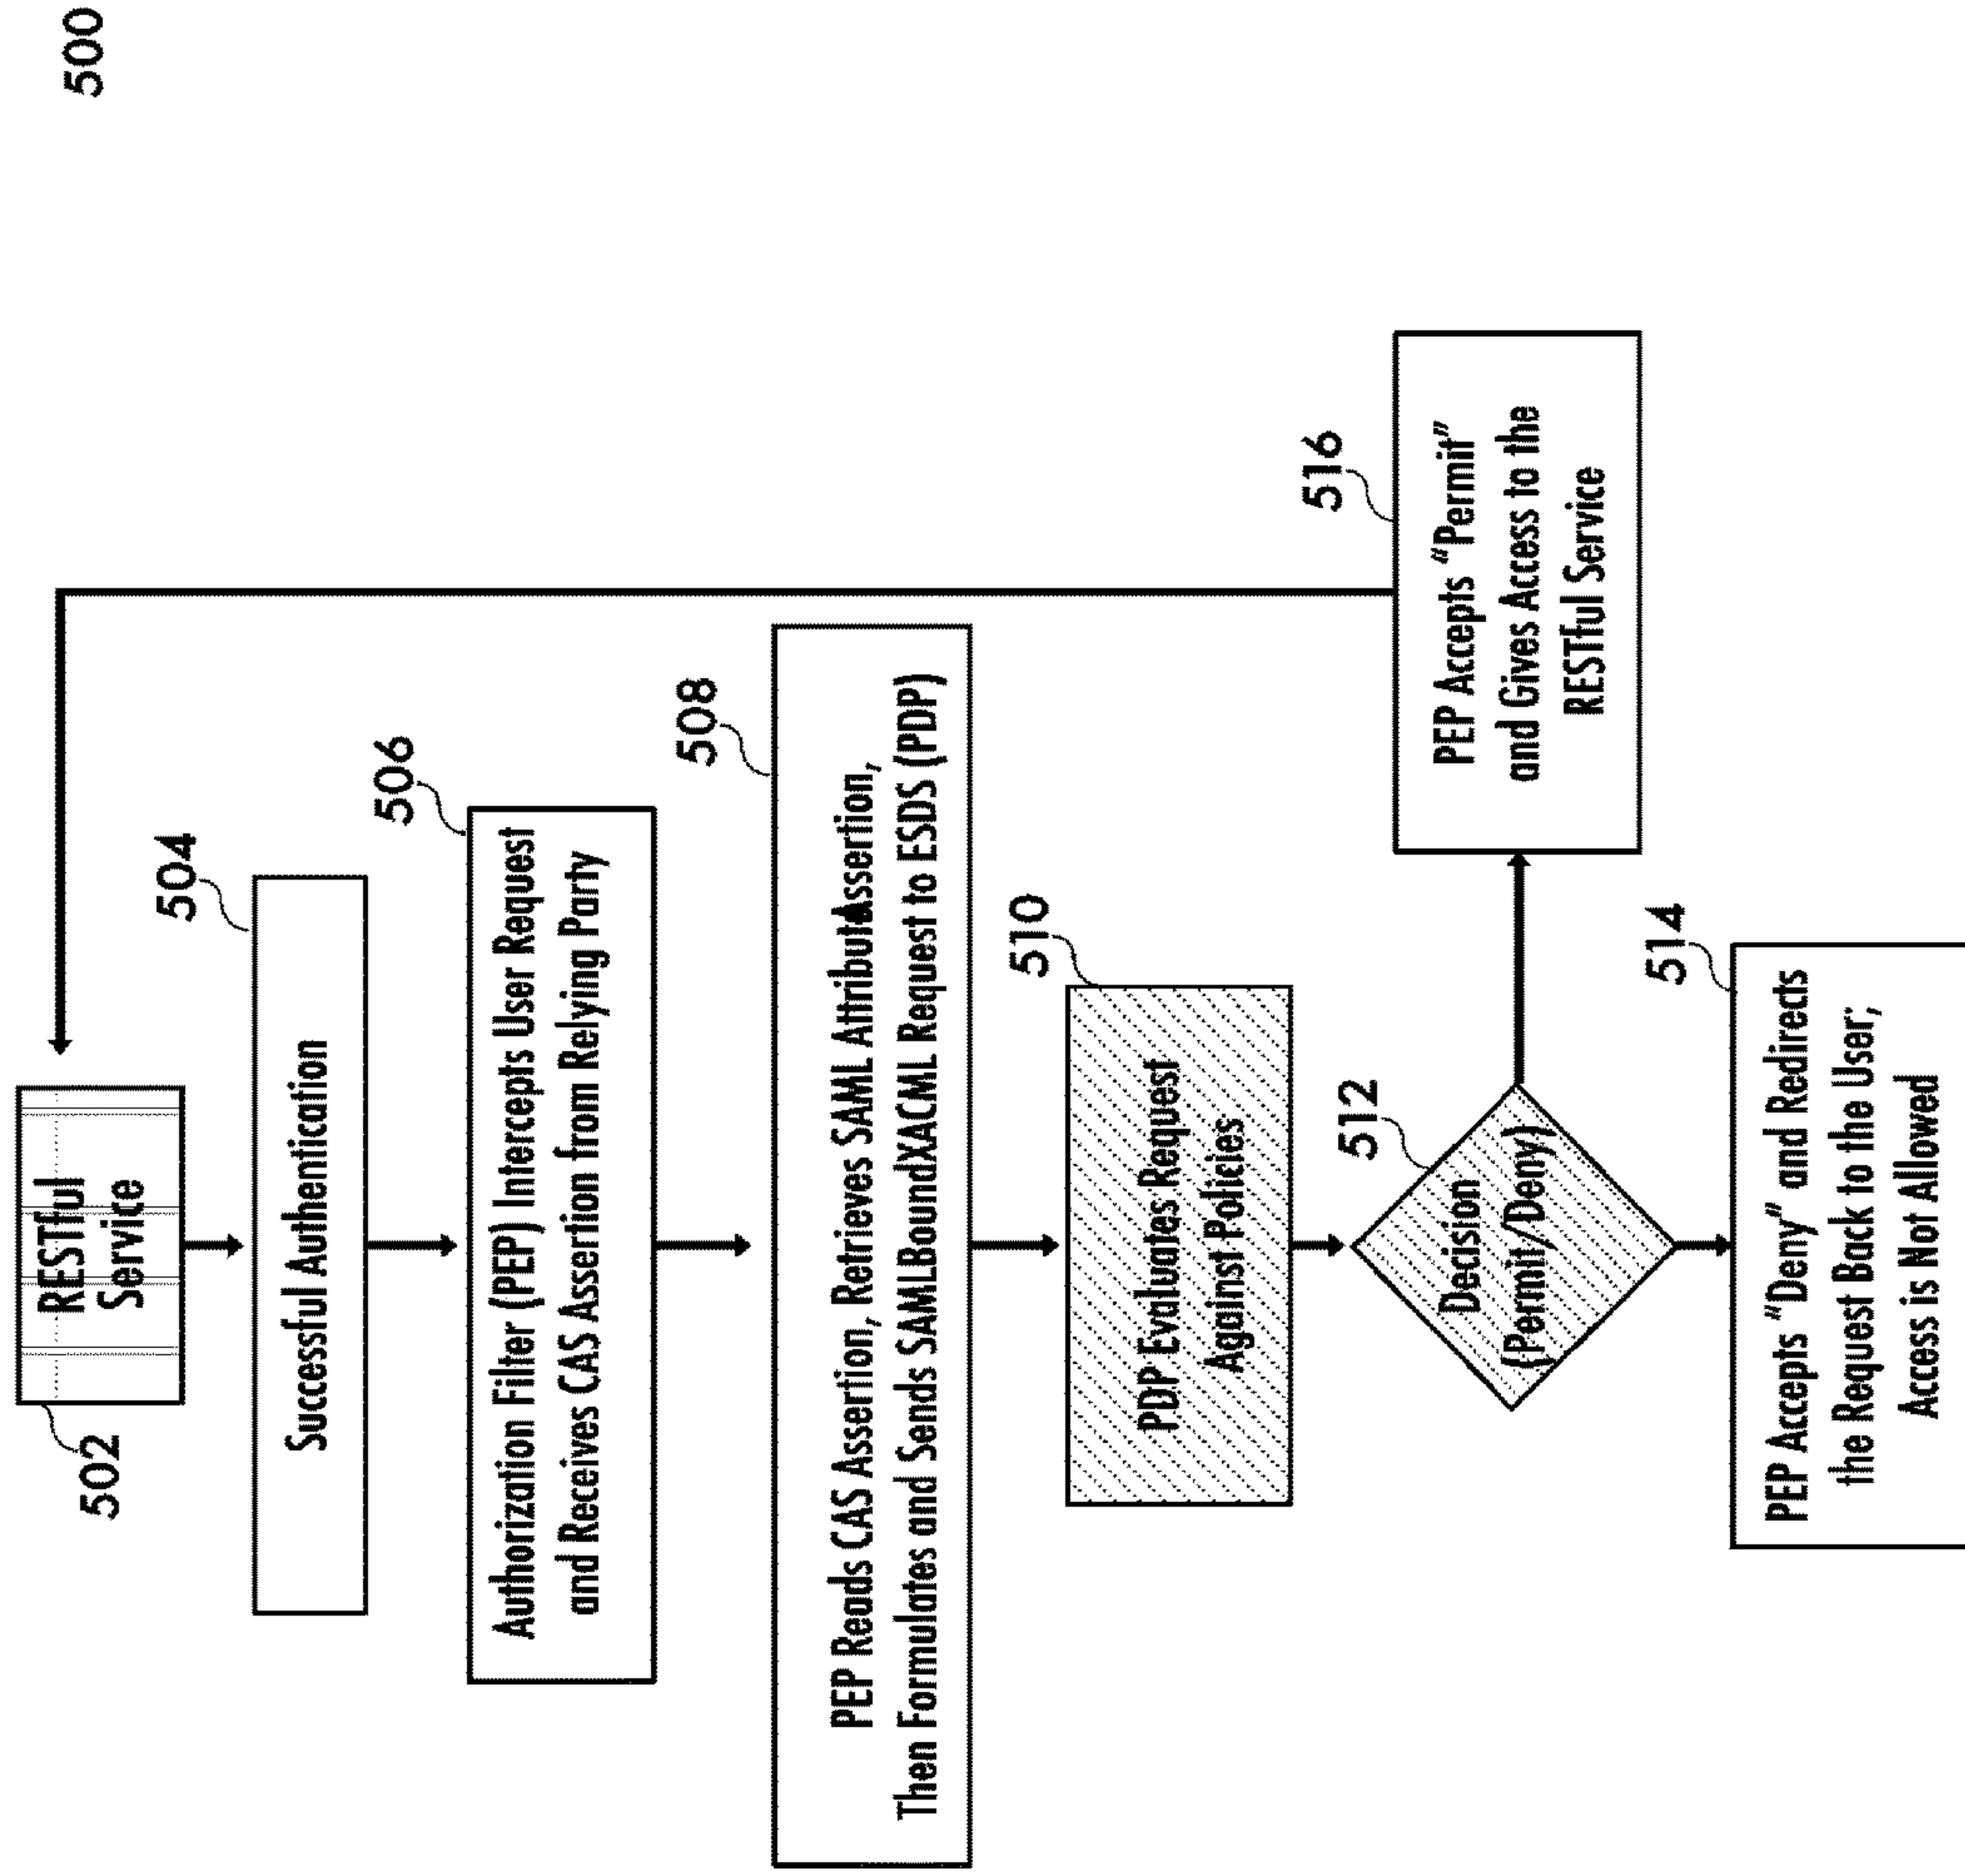 500
RESTful
Service
502
504
Successful Authentication
506
Authorization Filter (PEP) Intercepts User Request
and Receives CAS Assertion from Relying Party
508
PEP Reads CAS Assertion, Retrieves SAML AttributeAssertion,
Then Formulates and Sends SAMLBoundXACML Request to ESDS (PDP)
510
PDP Evaluates Request
Against Policies
512
Decision
(Permit/Deny)
516
PEP Accepts "Permit"
and Gives Access to the
RESTful Service
514
PEP Accepts "Deny" and Redirects
the Request Back to the User;
Access is Not Allowed